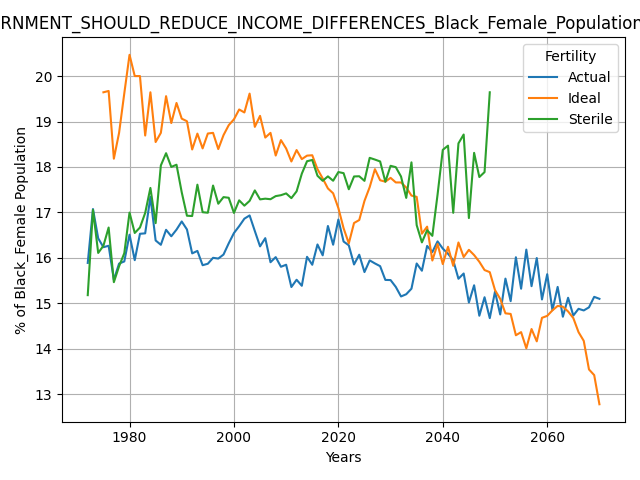 RNMENT_SHOULD_REDUCE_INCOME_DIFFERENCES_Black_Female_Population
Fertility
Actual
Ideal
Sterile
% of Black_Female Population
20
19
18
17
16
15
14
13
1980
2000
2020
2040
2060
Years